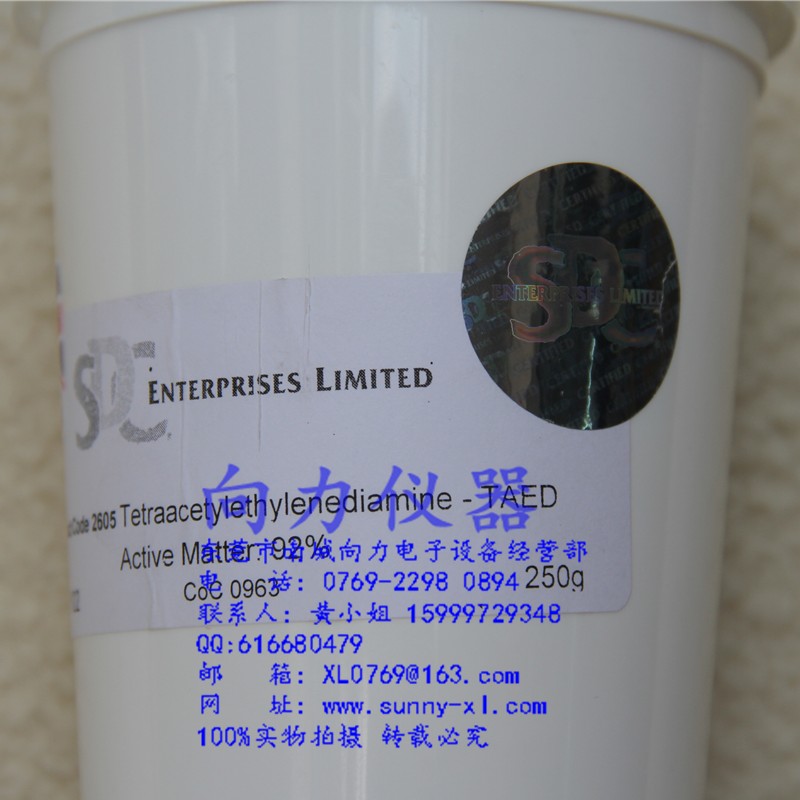 SDC
ENTERPRISES LIMITED
SDC ENTERPRISES LIMITED
向力仪器
Code 2605 Tetraacetylethylenediamine - TAED
Active Matter: 92%
东莞市南城向力电子设备经营部
CoC 0963
250g
电 话: 0769-2298 0894
联系人: 黄小姐 15999729348
QQ:616680479
邮 箱: XL0769@163.com
网 址: www.sunny-xl.com
100%实物拍摄 转载必究